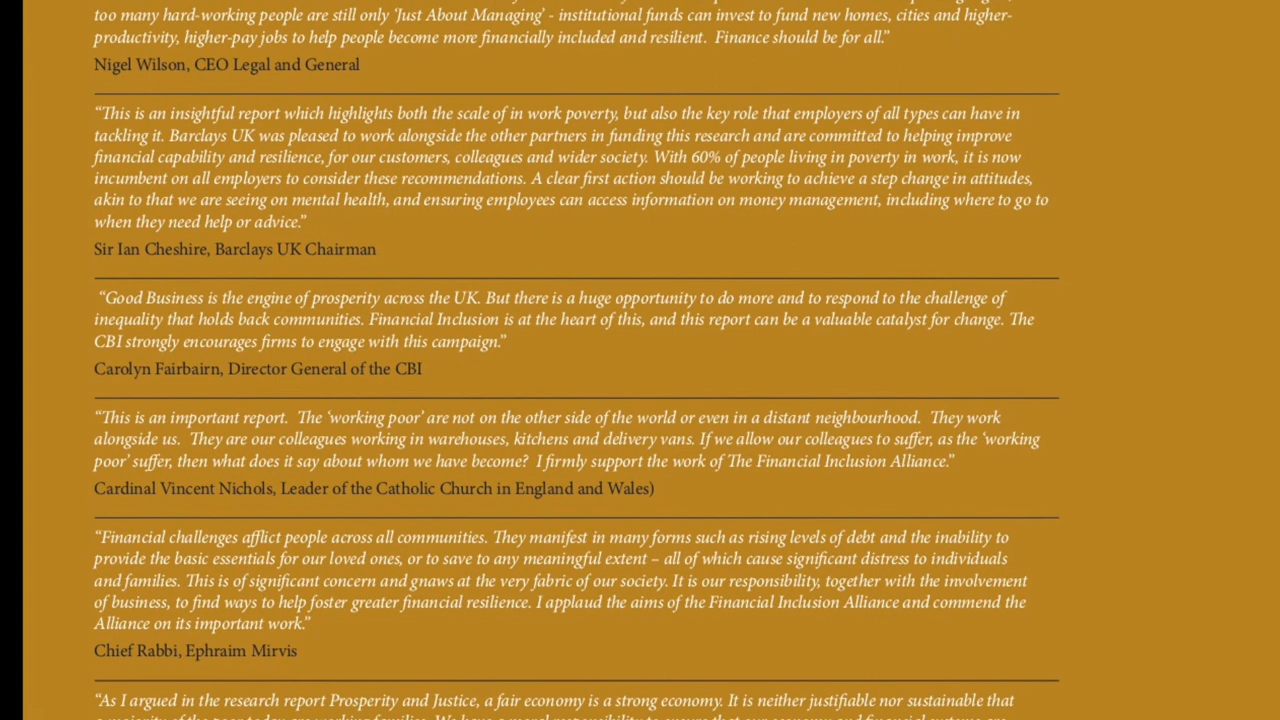 too many hard-working people are still only ‘Just About Managing’ - institutional funds can invest to fund new homes, cities and higher-
productivity, higher-pay jobs to help people become more financially included and resilient.  Finance should be for all.”
Nigel Wilson, CEO Legal and General
“This is an insightful report which highlights both the scale of in work poverty, but also the key role that employers of all types can have in
tackling it. Barclays UK was pleased to work alongside the other partners in funding this research and are committed to helping improve
financial capability and resilience, for our customers, colleagues and wider society. With 60% of people living in poverty in work, it is now
incumbent on all employers to consider these recommendations. A clear first action should be working to achieve a step change in attitudes,
akin to that we are seeing on mental health, and ensuring employees can access information on money management, including where to go to
when they need help or advice.”
Sir Ian Cheshire, Barclays UK Chairman
“Good Business is the engine of prosperity across the UK. But there is a huge opportunity to do more and to respond to the challenge of
inequality that holds back communities. Financial Inclusion is at the heart of this, and this report can be a valuable catalyst for change. The
CBI strongly encourages firms to engage with this campaign.”
Carolyn Fairbairn, Director General of the CBI
“This is an important report.  The ‘working poor’ are not on the other side of the world or even in a distant neighbourhood.  They work
alongside us.  They are our colleagues working in warehouses, kitchens and delivery vans. If we allow our colleagues to suffer, as the ‘working
poor’ suffer, then what does it say about whom we have become?  I firmly support the work of The Financial Inclusion Alliance.”
Cardinal Vincent Nichols, Leader of the Catholic Church in England and Wales)
“Financial challenges afflict people across all communities. They manifest in many forms such as rising levels of debt and the inability to
provide the basic essentials for our loved ones, or to save to any meaningful extent – all of which cause significant distress to individuals
and families. This is of significant concern and gnaws at the very fabric of our society. It is our responsibility, together with the involvement
of business, to find ways to help foster greater financial resilience. I applaud the aims of the Financial Inclusion Alliance and commend the
Alliance on its important work.”
Chief Rabbi, Ephraim Mirvis
“As I argued in the research report Prosperity and Justice, a fair economy is a strong economy. It is neither justifiable nor sustainable that